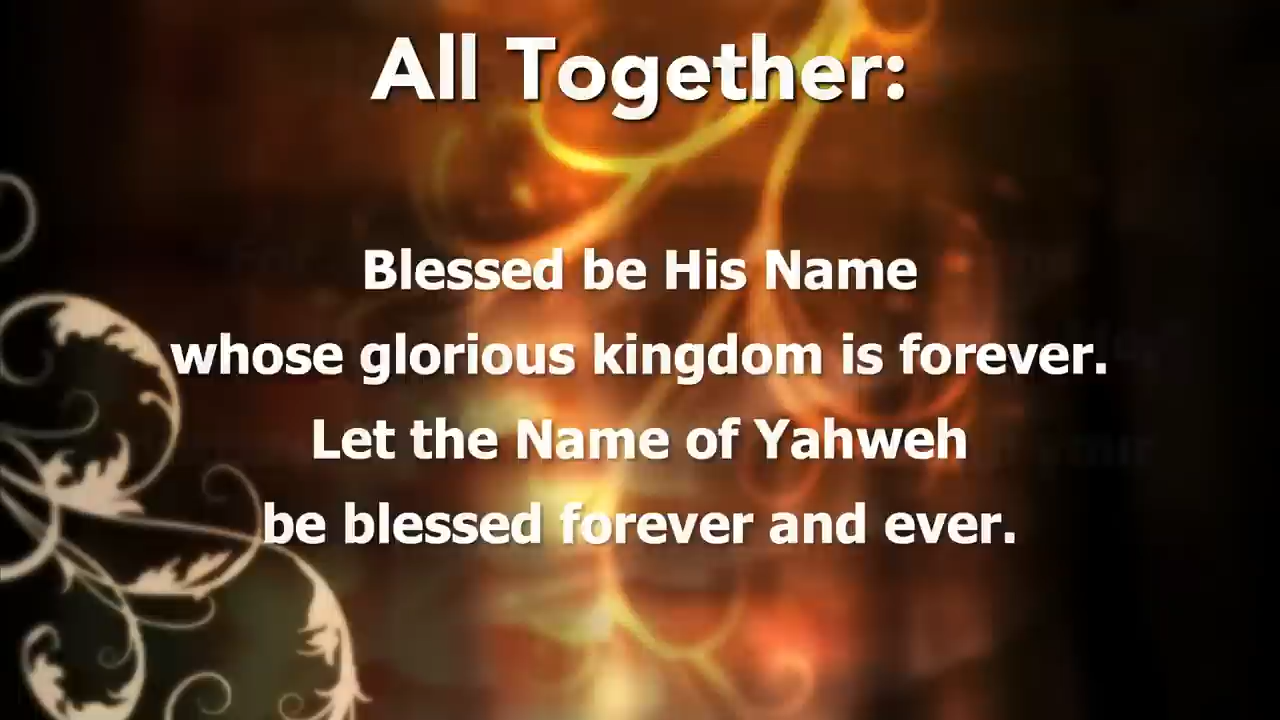 All Together:
Blessed be His Name
whose glorious kingdom is forever.
Let the Name of Yahweh
be blessed forever and ever.